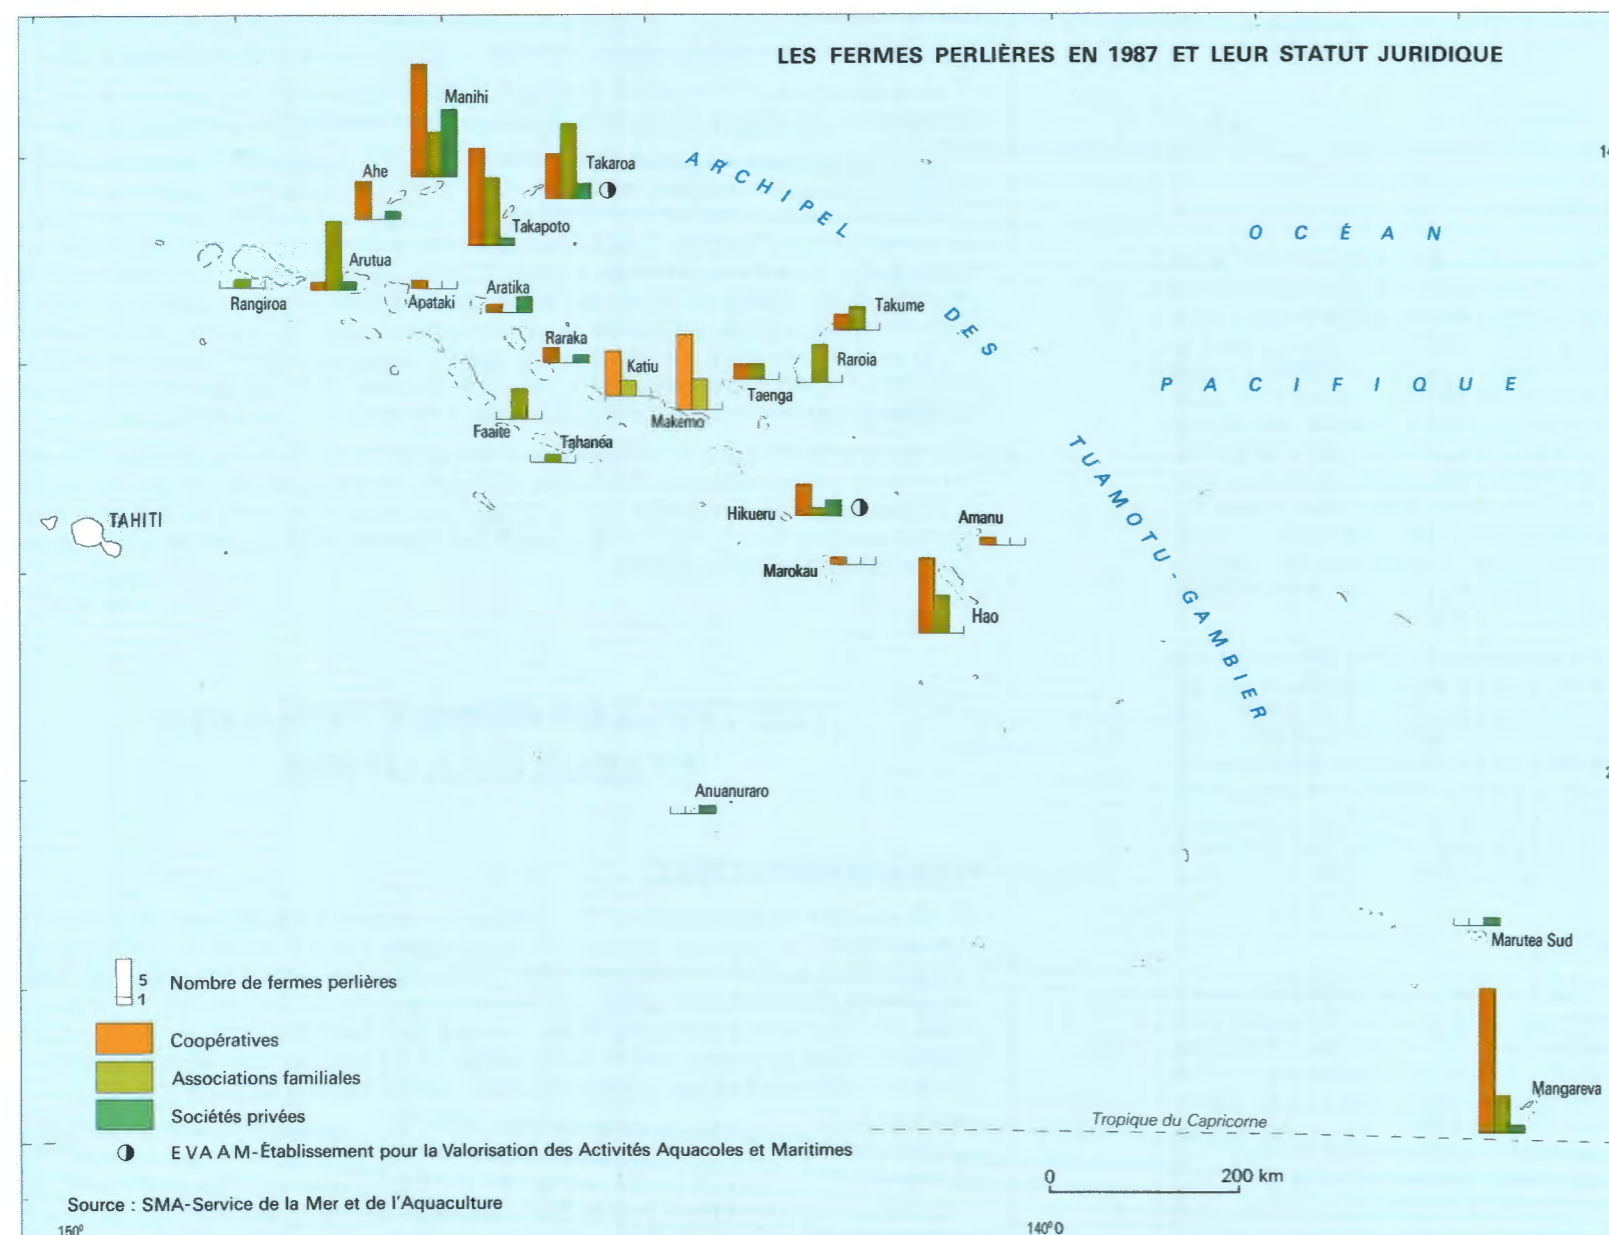 LES FERMES PERLIÈRES EN 1987 ET LEUR STATUT JURIDIQUE
Manihi
Ahe
Takaroa
Takapoto
ARCHIPEL
DES
TUAMOTU-GAMBIER
OCÉAN
PACIFIQUE
Arutua
Rangiroa
Apataki
Aratika
Takume
Raraka
Katiu
Raroia
Taenga
Makemo
Faaite
Tahanea
TAHITI
Hikueru
Amanu
Marokau
Hao
Anuanuraro
Marutea Sud
Mangareva
5
1
Nombre de fermes perlières
Coopératives
Associations familiales
Sociétés privées
EVAAM-Établissement pour la Valorisation des Activités Aquacoles et Maritimes
Tropique du Capricorne
0 200 km
Source : SMA-Service de la Mer et de l'Aquaculture
150°
140°O